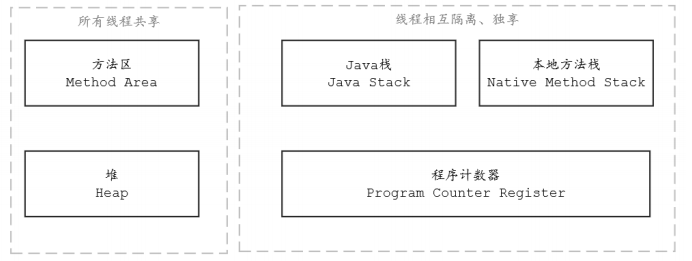 所有线程共享
方法区
Method Area
堆
Heap
线程相互隔离、独享
Java栈
Java Stack
本地方法栈
Native Method Stack
程序计数器
Program Counter Register